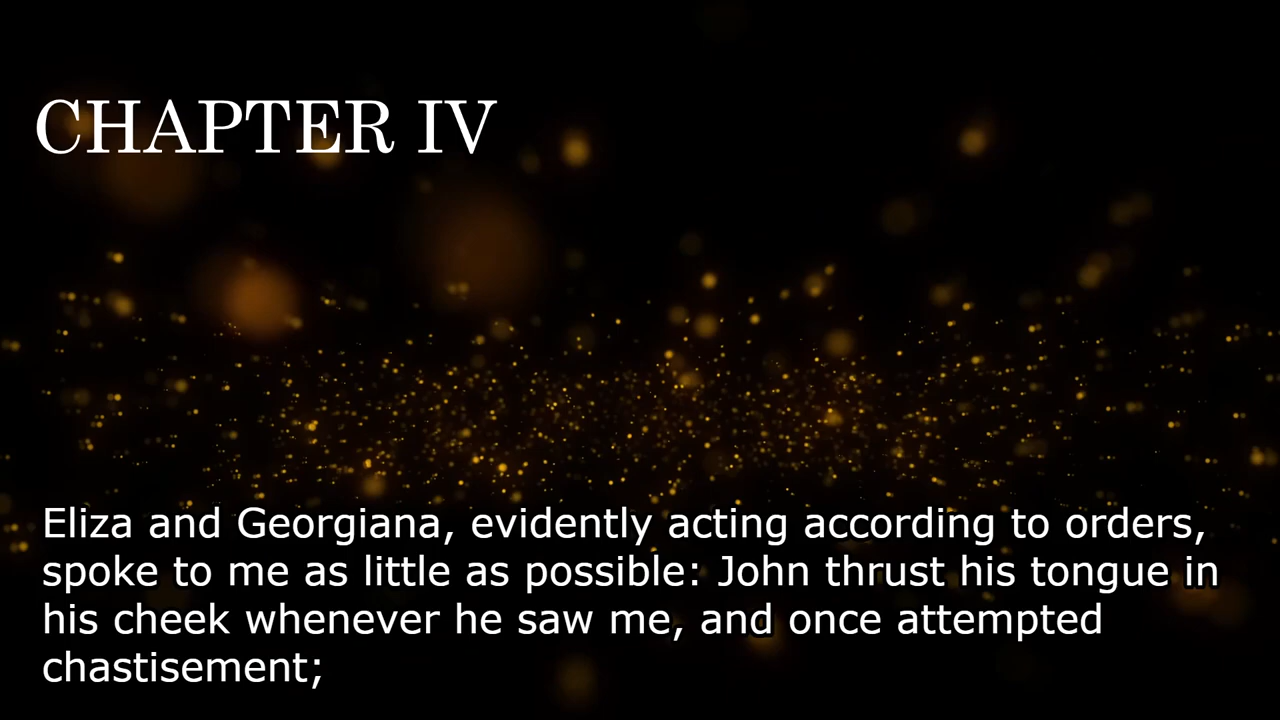 CHAPTER IV
Eliza and Georgiana, evidently acting according to orders,
spoke to me as little as possible: John thrust his tongue in
his cheek whenever he saw me, and once attempted
chastisement;